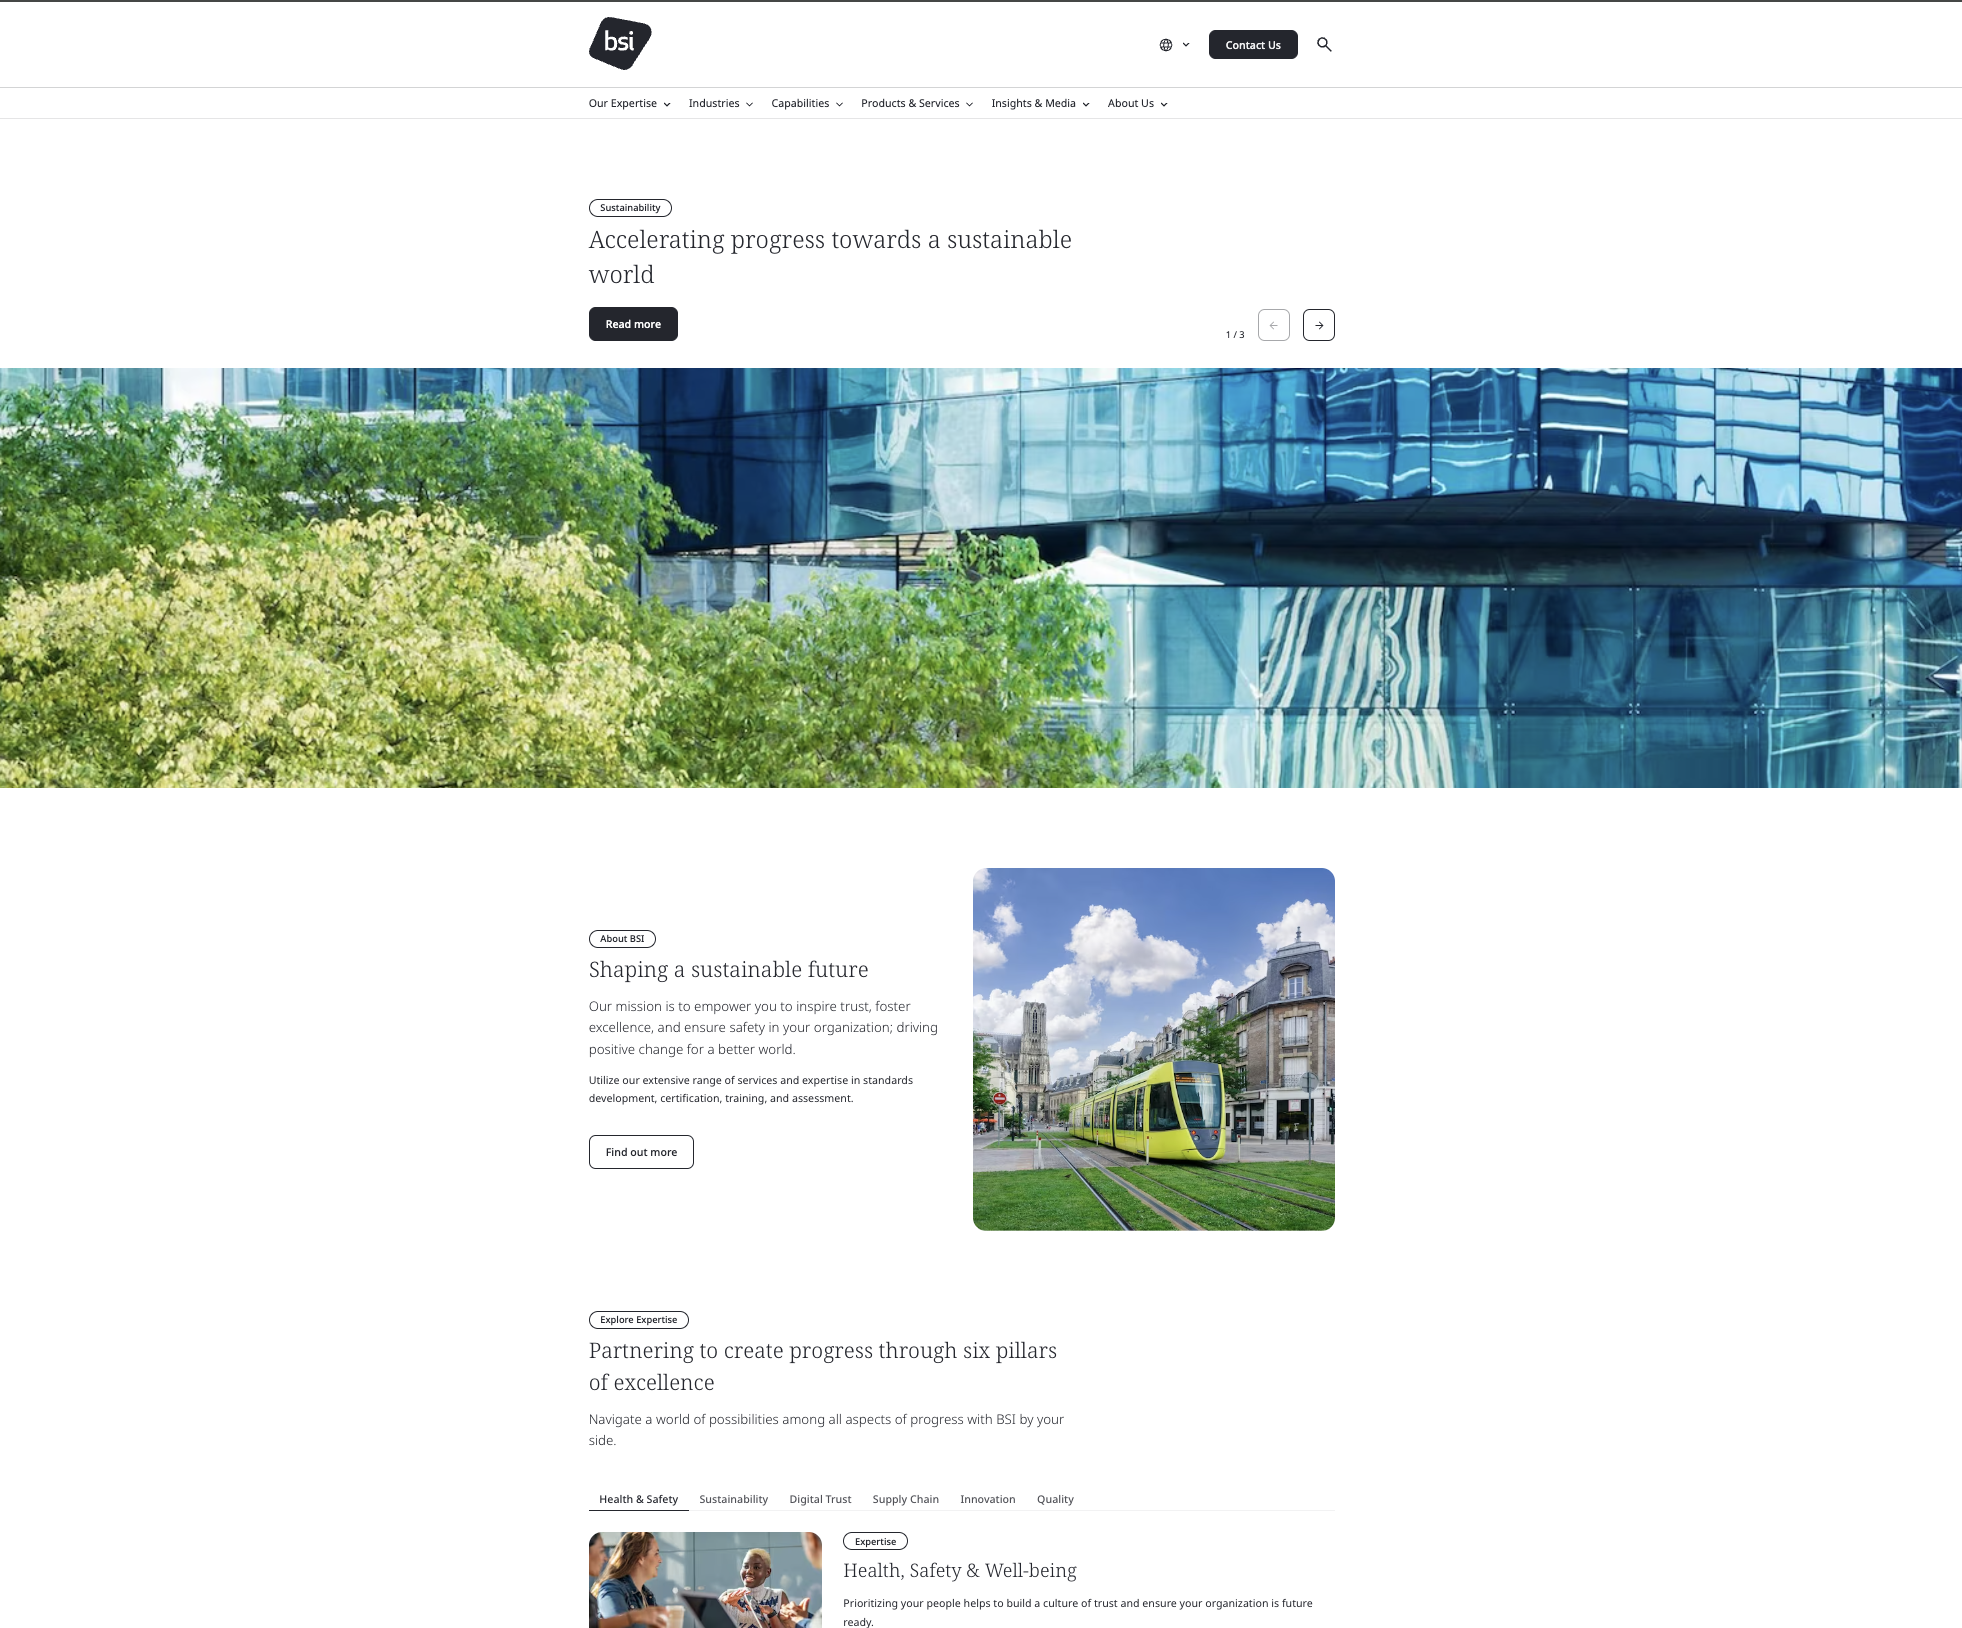 bsi
Contact Us
Our Expertise
Industries
Capabilities
Products & Services
Insights & Media
About Us
Sustainability
Accelerating progress towards a sustainable
world
Read more
1 / 3
About BSI
Shaping a sustainable future
Our mission is to empower you to inspire trust, foster
excellence, and ensure safety in your organization; driving
positive change for a better world.
Utilize our extensive range of services and expertise in standards
development, certification, training, and assessment.
Find out more
Explore Expertise
Partnering to create progress through six pillars
of excellence
Navigate a world of possibilities among all aspects of progress with BSI by your
side.
Health & Safety
Sustainability
Digital Trust
Supply Chain
Innovation
Quality
Expertise
Health, Safety & Well-being
Prioritizing your people helps to build a culture of trust and ensure your organization is future
ready.